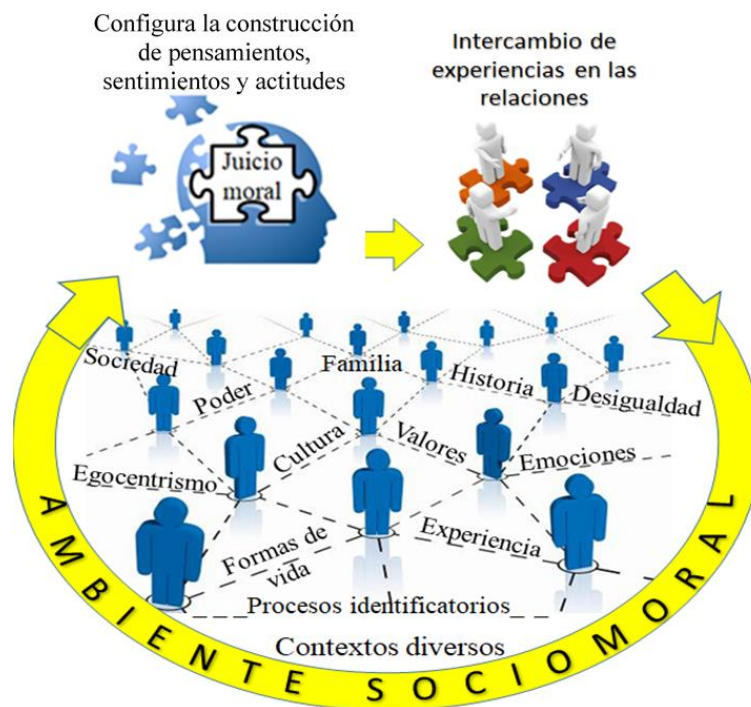 Configura la construcción
de pensamientos,
sentimientos y actitudes
Intercambio de
experiencias en las
relaciones
Juicio
moral
Sociedad
Poder
Familia
Historia
Desigualdad
Egocentrismo
Cultura
Valores
Emociones
Formas de
vida
Experiencia
Procesos identificatorios
Contextos diversos
AMBIENTE SOCIOMORAL